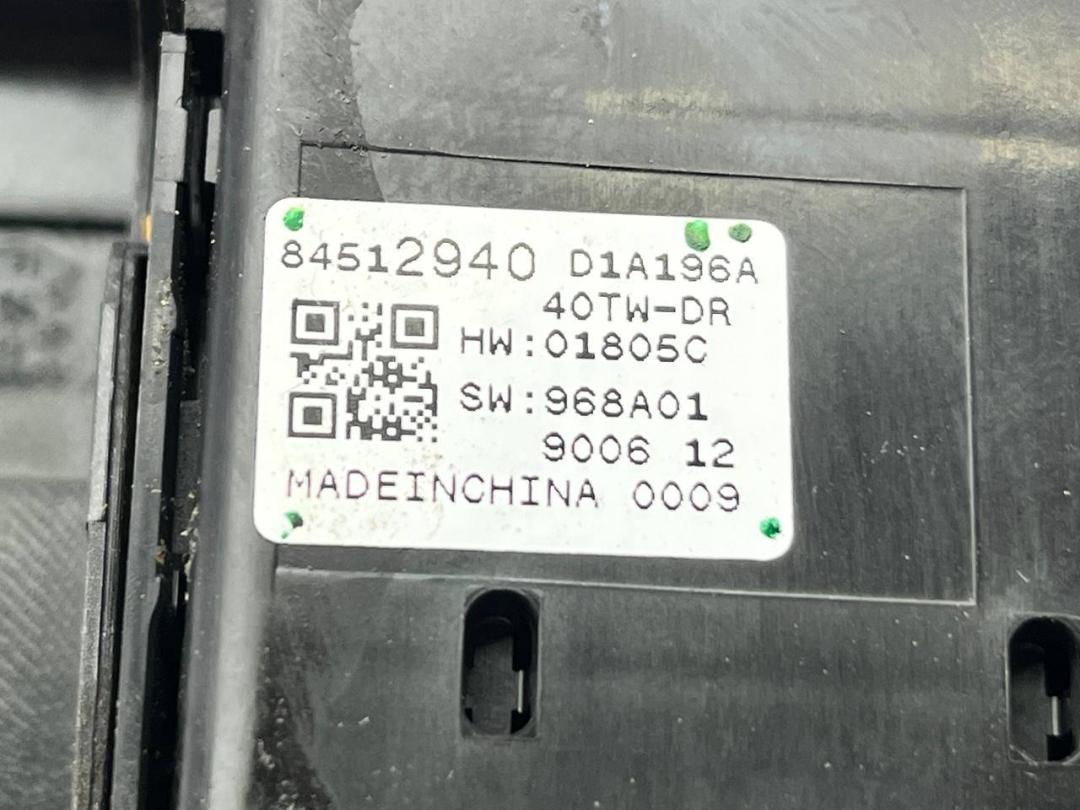 84512940 D1A196A
40TW-DR
HW:01805C
SW:968A01
9006 12
MADEINCHINA 0009